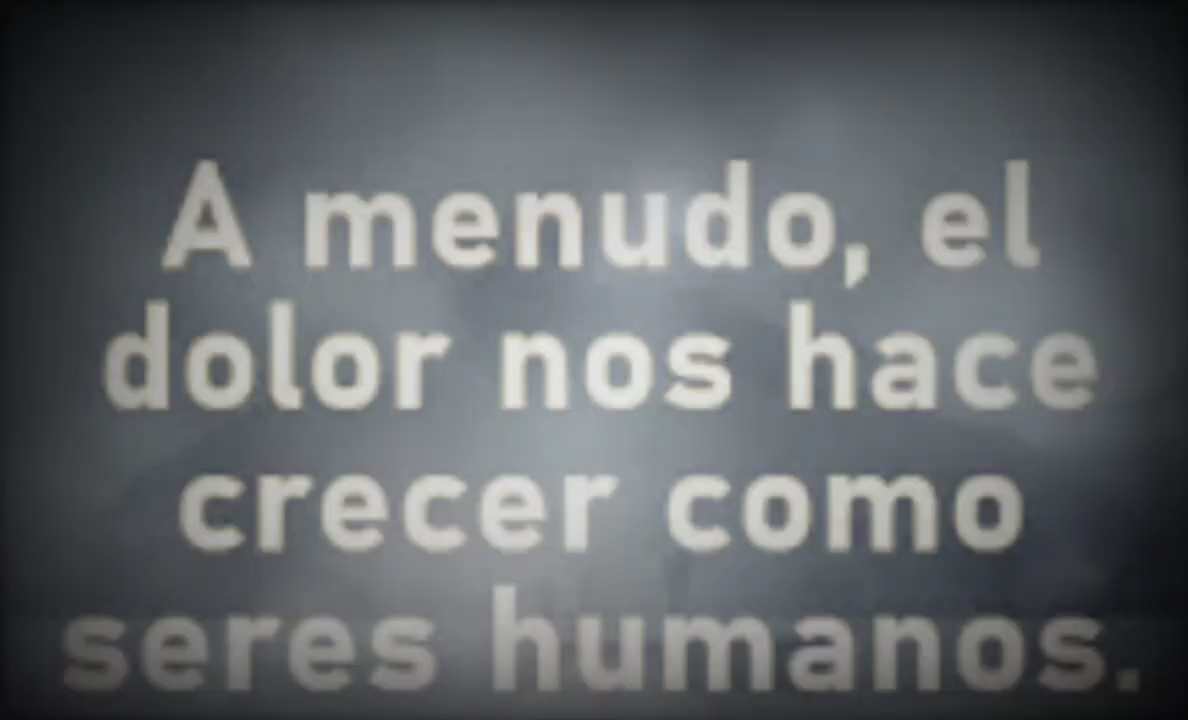 A menudo, el
dolor nos hace
crecer como
seres humanos.